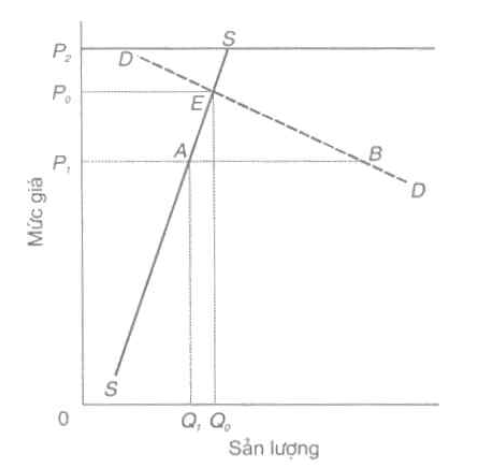 S
P₂
D
P₀
E
A
B
P₁
D
Mức giá
S
0
Q₁ Q₀
Sản lượng